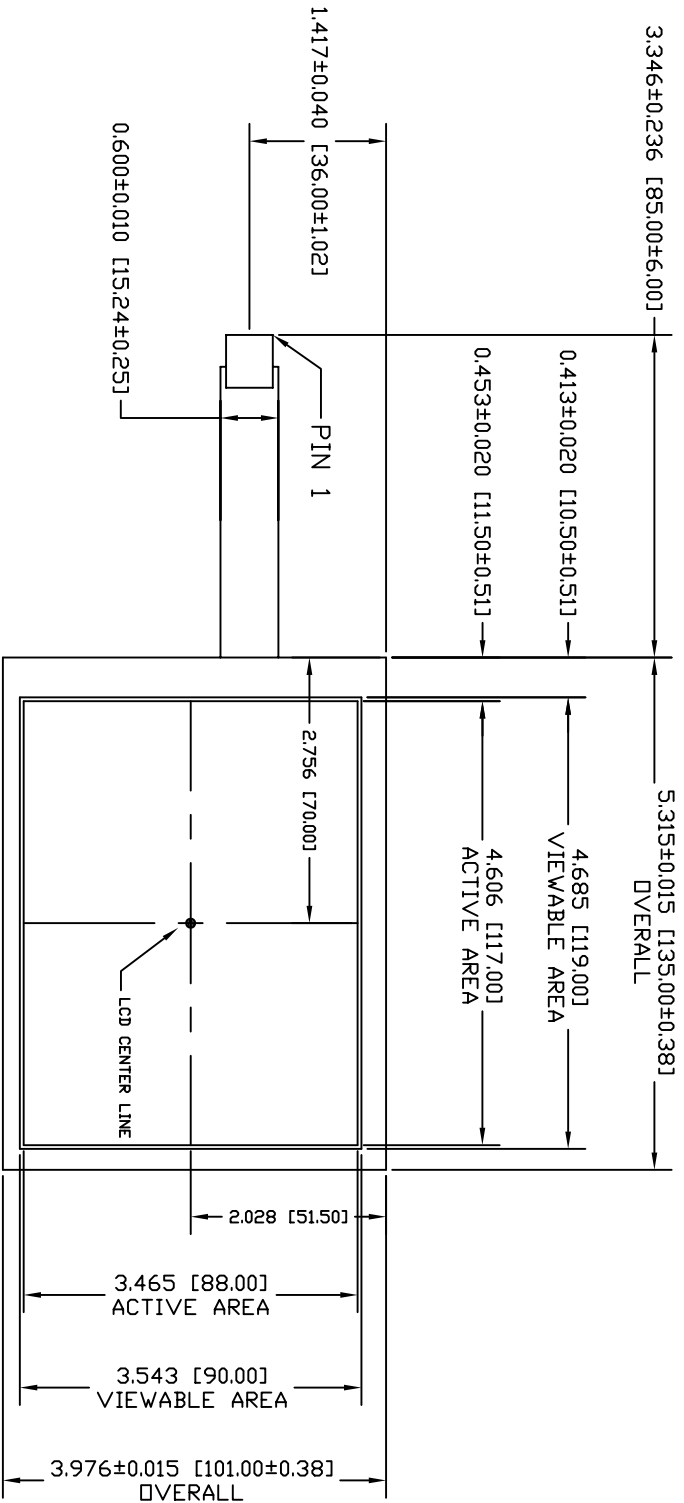 3.346±0.236 [85.00±6.00]
5.315±0.015 [135.00±0.38]
OVERALL
0.413±0.020 [10.50±0.51]
4.685 [119.00]
VIEWABLE AREA
0.453±0.020 [11.50±0.51]
4.606 [117.00]
ACTIVE AREA
1.417±0.040 [36.00±1.02]
PIN 1
2.756 [70.00]
0.600±0.010 [15.24±0.25]
LCD CENTER LINE
2.028 [51.50]
3.465 [88.00]
ACTIVE AREA
3.543 [90.00]
VIEWABLE AREA
3.976±0.015 [101.00±0.38]
OVERALL